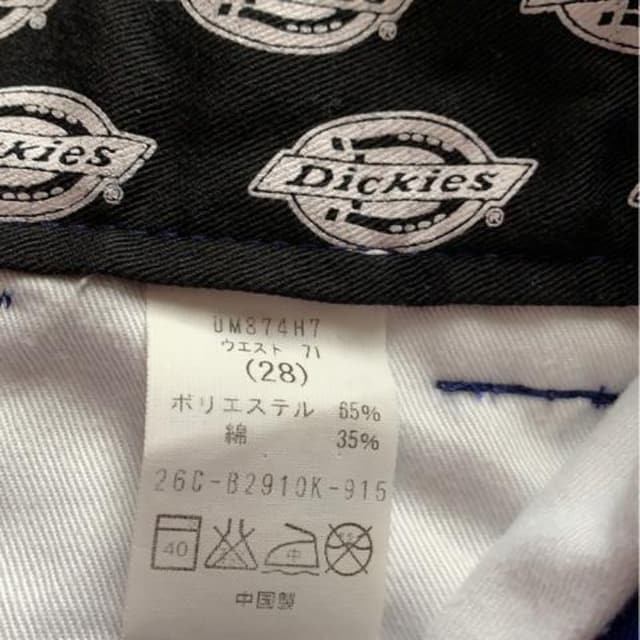 kies
®
Dickies
®
UM874H7
ウエスト 71
(28)
ポリエステル 65%
綿 35%
26C-B2910K-915
40
中
中国製